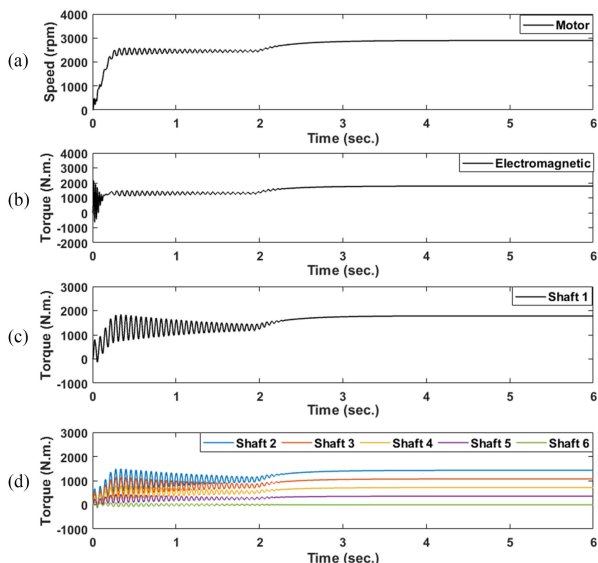 (a)
Speed (rpm)
4000
3000
2000
1000
0
Motor
0 1 2 3 4 5 6
Time (sec.)
(b)
Torque (N.m.)
4000
3000
2000
1000
0
-1000
-2000
Electromagnetic
0 1 2 3 4 5 6
Time (sec.)
(c)
Torque (N.m.)
3000
2000
1000
0
-1000
Shaft 1
0 1 2 3 4 5 6
Time (sec.)
(d)
Torque (N.m.)
3000
2000
1000
0
-1000
Shaft 2 Shaft 3 Shaft 4 Shaft 5 Shaft 6
0 1 2 3 4 5 6
Time (sec.)